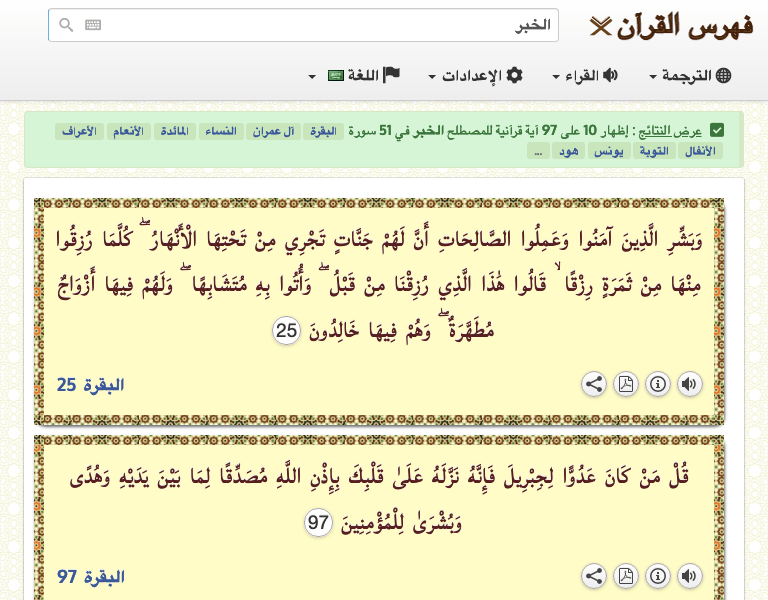 فهرس القرآن
الخبر
الترجمة القراء الإعدادات اللغة
عرض النتائج : إظهار 10 على 97 آية قرآنية للمصطلح الخبر في 51 سورة البقرة آل عمران النساء المائدة الأنعام الأعراف
الأنفال التوبة يونس هود ...
وَبَشِّرِ الَّذِينَ آمَنُوا وَعَمِلُوا الصَّالِحَاتِ أَنَّ لَهُمْ جَنَّاتٍ تَجْرِي مِنْ تَحْتِهَا الْأَنْهَارُ ۖ كُلَّمَا رُزِقُوا
مِنْهَا مِنْ ثَمَرَةٍ رِزْقًا ۙ قَالُوا هَٰذَا الَّذِي رُزِقْنَا مِنْ قَبْلُ ۖ وَأُتُوا بِهِ مُتَشَابِهًا ۖ وَلَهُمْ فِيهَا أَزْوَاجٌ
مُطَهَّرَةٌ ۖ وَهُمْ فِيهَا خَالِدُونَ 25
البقرة 25
قُلْ مَنْ كَانَ عَدُوًّا لِجِبْرِيلَ فَإِنَّهُ نَزَّلَهُ عَلَىٰ قَلْبِكَ بِإِذْنِ اللَّهِ مُصَدِّقًا لِمَا بَيْنَ يَدَيْهِ وَهُدًى
وَبُشْرَىٰ لِلْمُؤْمِنِينَ 97
البقرة 97